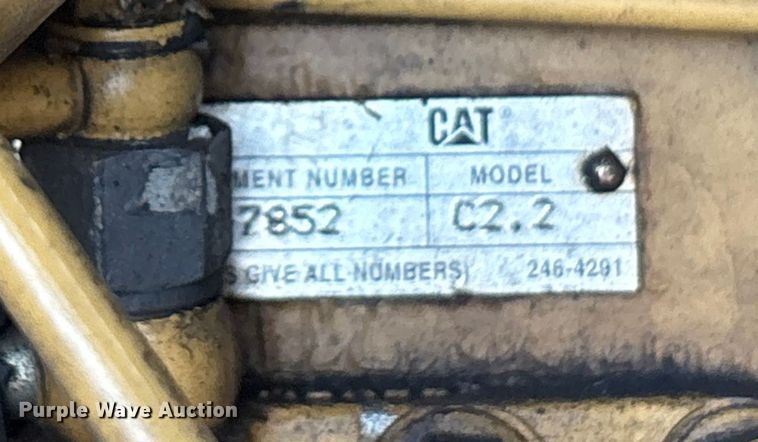 CAT
MENT NUMBER MODEL
7852 C2.2
S GIVE ALL NUMBERS) 246-4291
Purple Wave Auction